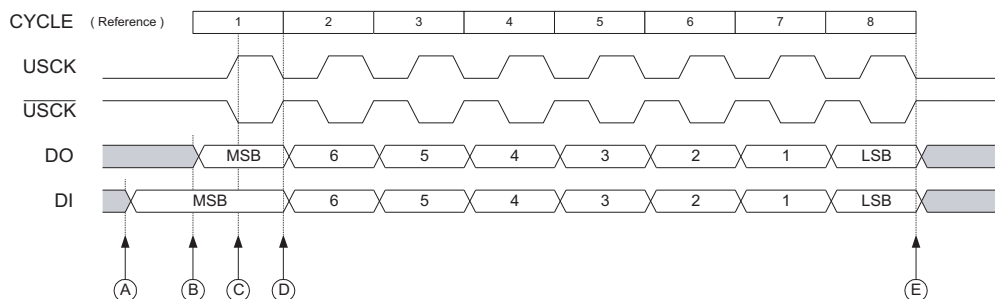 CYCLE ( Reference ) 1 2 3 4 5 6 7 8
USCK
U̅S̅C̅K̅
DO MSB 6 5 4 3 2 1 LSB
DI MSB 6 5 4 3 2 1 LSB
A B C D E